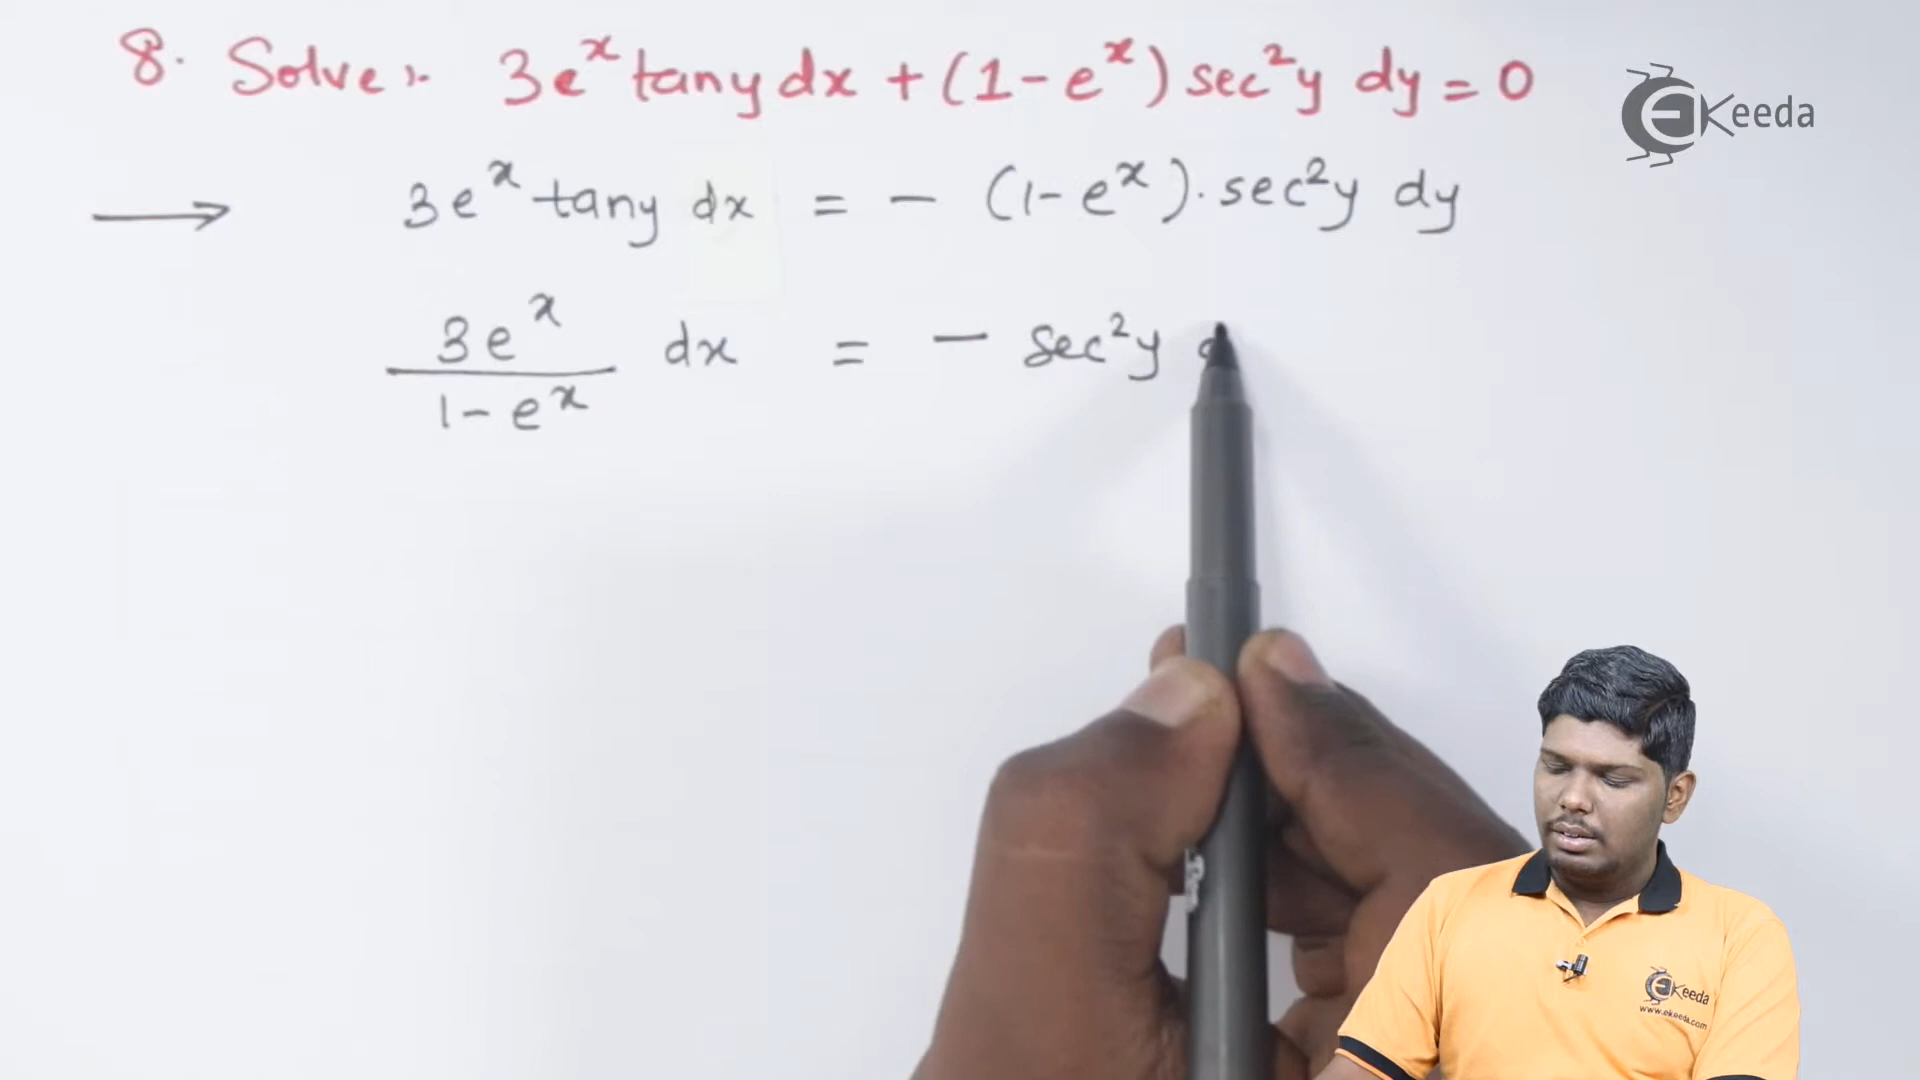 8. Solve :- 3e^x tany dx + (1 - e^x) sec²y dy = 0
EKeeda
→ 3e^x tany dx = - (1 - e^x) . sec²y dy
3e^x / 1 - e^x dx = - sec²y
EKeeda
www.ekeeda.com